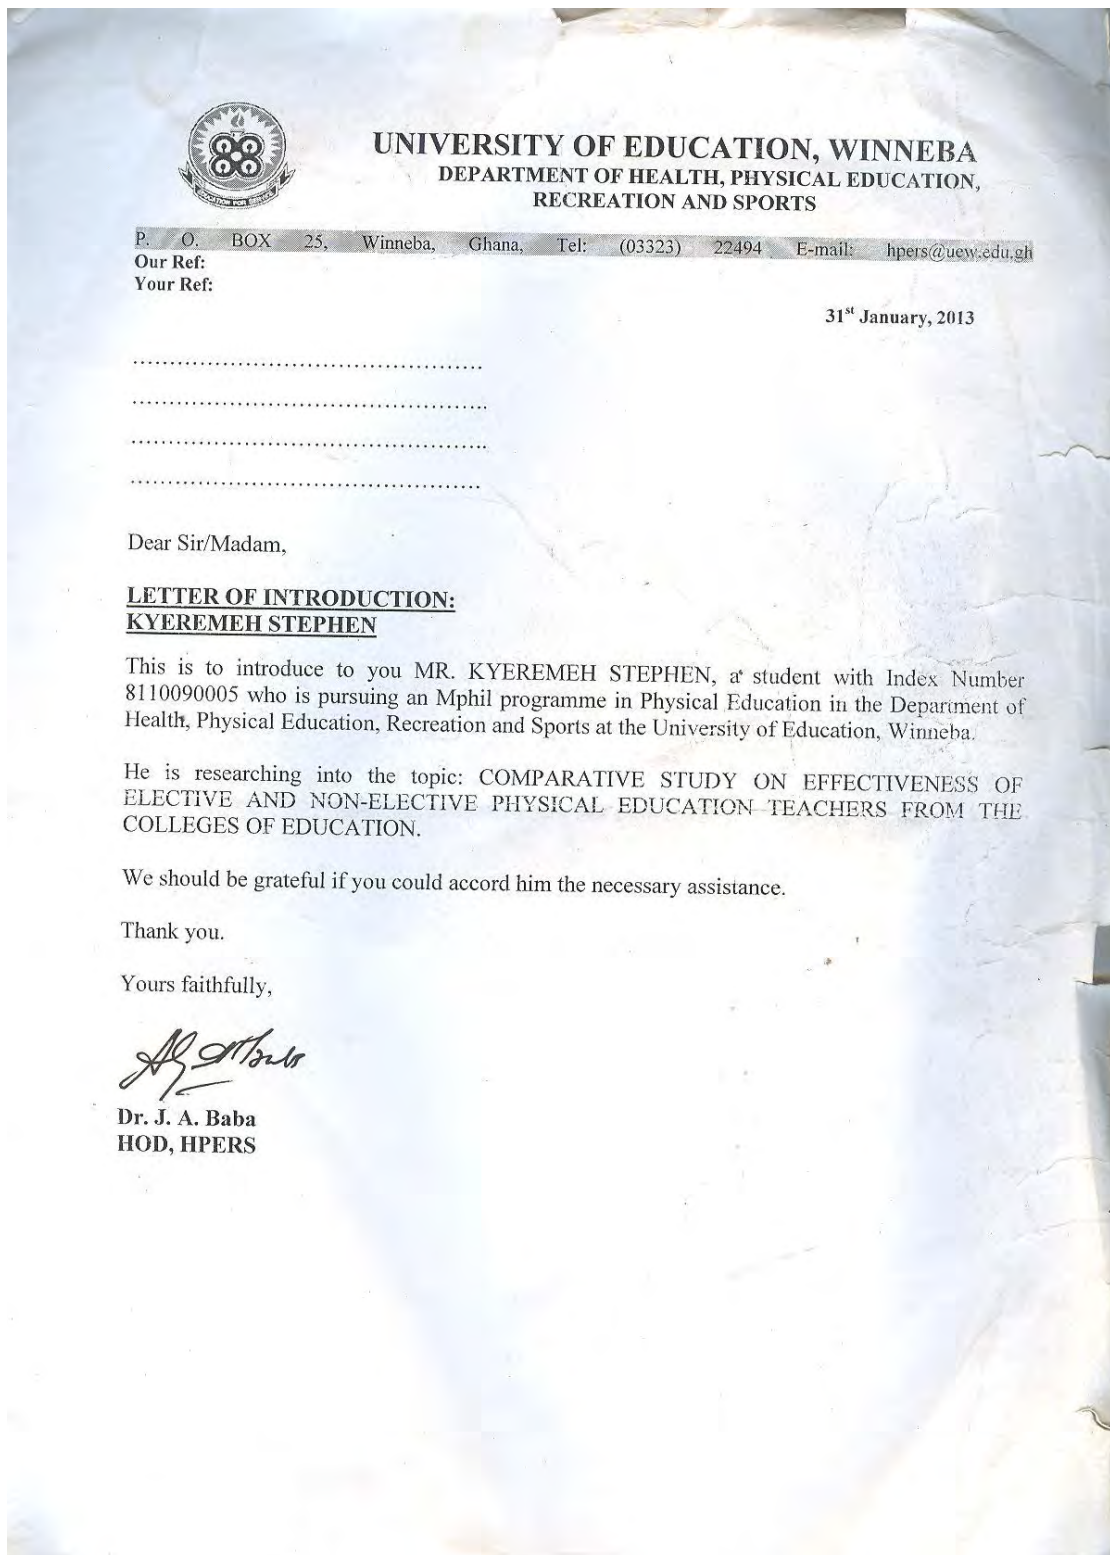 UNIVERSITY OF EDUCATION, WINNEBA
DEPARTMENT OF HEALTH, PHYSICAL EDUCATION,
RECREATION AND SPORTS
P. O. BOX 25, Winneba, Ghana, Tel: (03323) 22494 E-mail: hpers@uew.edu.gh
Our Ref:
Your Ref:
31st January, 2013
................................................
................................................
................................................
................................................
Dear Sir/Madam,
LETTER OF INTRODUCTION:
KYEREMEH STEPHEN
This is to introduce to you MR. KYEREMEH STEPHEN, a student with Index Number
8110090005 who is pursuing an Mphil programme in Physical Education in the Department of
Health, Physical Education, Recreation and Sports at the University of Education, Winneba.
He is researching into the topic: COMPARATIVE STUDY ON EFFECTIVENESS OF
ELECTIVE AND NON-ELECTIVE PHYSICAL EDUCATION TEACHERS FROM THE
COLLEGES OF EDUCATION.
We should be grateful if you could accord him the necessary assistance.
Thank you.
Yours faithfully,
Dr. J. A. Baba
HOD, HPERS